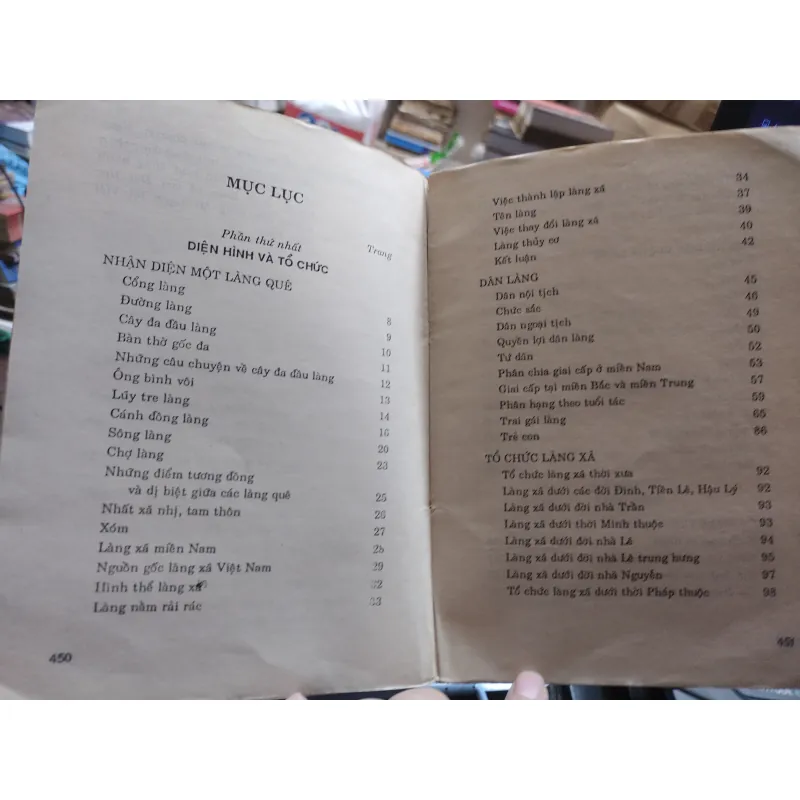 MỤC LỤC
Phần thứ nhất Trang
DIỆN HÌNH VÀ TỔ CHỨC
NHẬN DIỆN MỘT LÀNG QUÊ
Cổng làng
Đường làng 8
Cây đa đầu làng 9
Bàn thờ gốc đa 10
Những câu chuyện về cây đa đầu làng 11
Ông bình vôi 12
Lũy tre làng 13
Cánh đồng làng 14
Sông làng 16
Chợ làng 20
Những điểm tương đồng 23
và dị biệt giữa các làng quê 25
Nhất xã nhị, tam thôn 26
Xóm 27
Làng xã miền Nam 28
Nguồn gốc làng xã Việt Nam 29
Hình thể làng xã 32
Làng nằm rải rác 33
450
Việc thành lập làng xã 34
Tên làng 37
Việc thay đổi làng xã 39
Làng thủy cơ 40
Kết luận 42
DÂN LÀNG
Dân nội tịch 45
Chức sắc 46
Dân ngoại tịch 49
Quyền lợi dân làng 50
Tứ dân 52
Phân chia giai cấp ở miền Nam 53
Giai cấp tại miền Bắc và miền Trung 57
Phân hạng theo tuổi tác 59
Trai gái làng 65
Trẻ con 86
TỔ CHỨC LÀNG XÃ
Tổ chức làng xã thời xưa 92
Làng xã dưới các đời Đinh, Tiền Lê, Hậu Lý 92
Làng xã dưới đời nhà Trần 93
Làng xã dưới thời Minh thuộc 93
Làng xã dưới đời nhà Lê 94
Làng xã dưới đời nhà Lê trung hưng 95
Làng xã dưới đời nhà Nguyễn 97
Tổ chức làng xã dưới thời Pháp thuộc 98
451